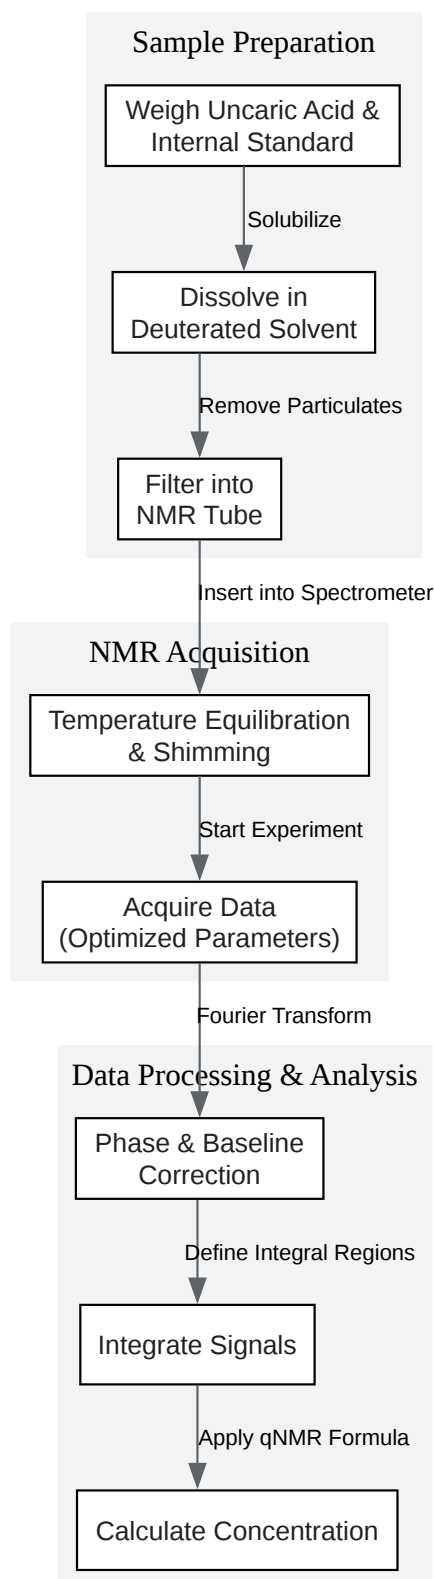 Sample Preparation
Weigh Uncaric Acid &
Internal Standard
Solubilize
Dissolve in
Deuterated Solvent
Remove Particulates
Filter into
NMR Tube
Insert into Spectrometer
NMR Acquisition
Temperature Equilibration
& Shimming
Start Experiment
Acquire Data
(Optimized Parameters)
Fourier Transform
Data Processing & Analysis
Phase & Baseline
Correction
Define Integral Regions
Integrate Signals
Apply qNMR Formula
Calculate Concentration